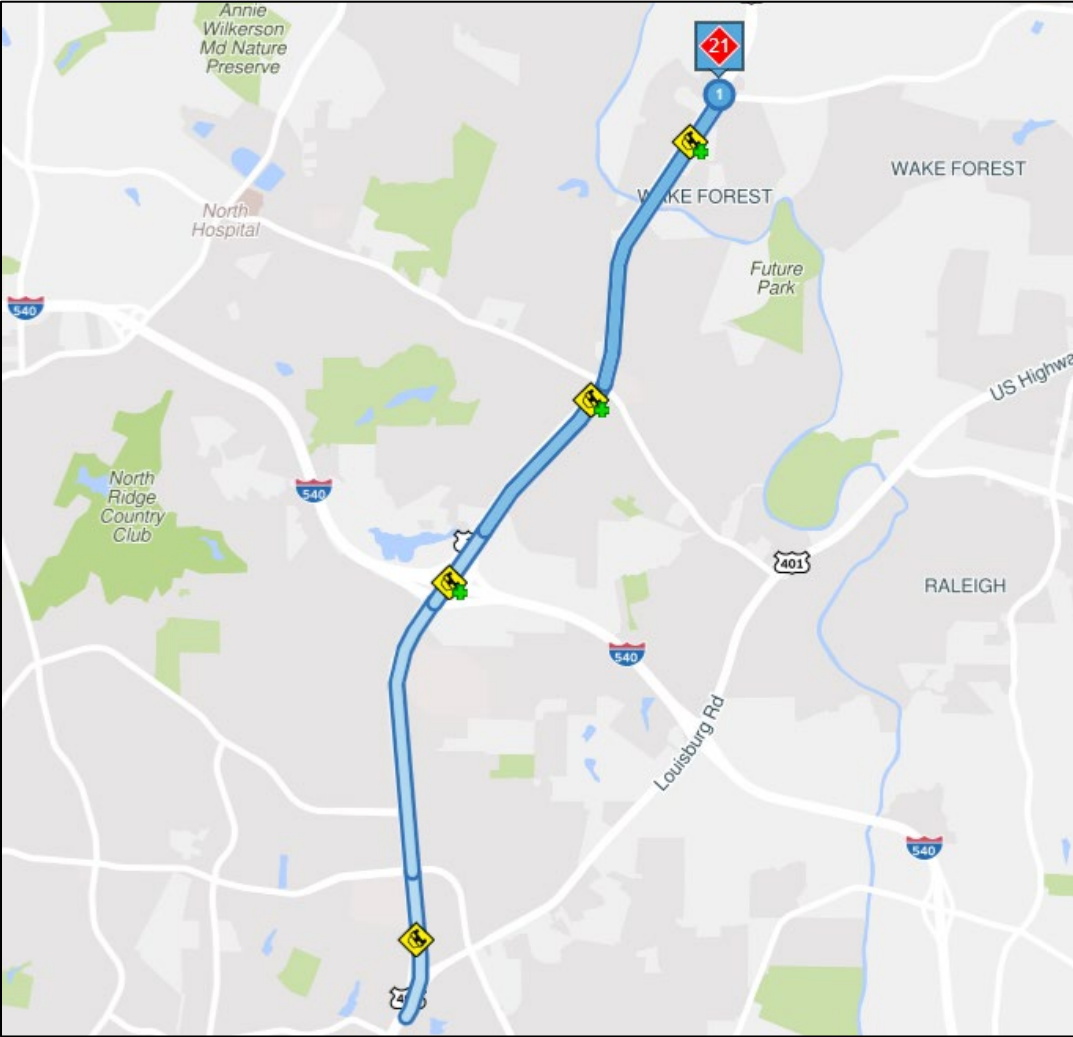 Annie
Wilkerson
Md Nature
Preserve
21
1
WAKE FOREST
WAKE FOREST
North
Hospital
Future
Park
540
US Highwa
North
Ridge
Country
Club
540
401
RALEIGH
540
Louisburg Rd
540